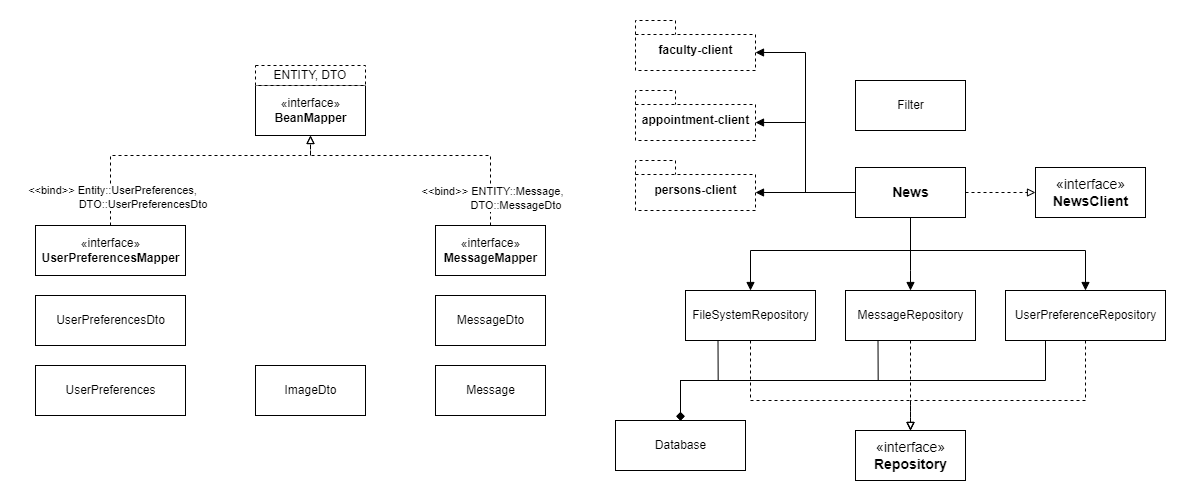 ENTITY, DTO
«interface»
BeanMapper
<<bind>> Entity::UserPreferences,
DTO::UserPreferencesDto
<<bind>> ENTITY::Message,
DTO::MessageDto
«interface»
UserPreferencesMapper
«interface»
MessageMapper
UserPreferencesDto
MessageDto
UserPreferences
ImageDto
Message
faculty-client
appointment-client
persons-client
Filter
News
«interface»
NewsClient
FileSystemRepository
MessageRepository
UserPreferenceRepository
Database
«interface»
Repository